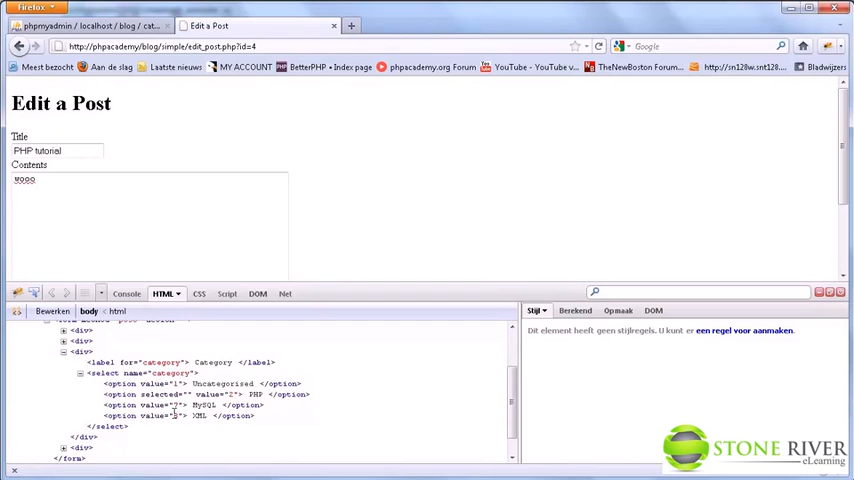 Firefox
phpmyadmin / localhost / blog / cat...
Edit a Post
http://phpacademy/blog/simple/edit_post.php?id=4
Google
Meest bezocht
Aan de slag
Laatste nieuws
MY ACCOUNT
BetterPHP • Index page
phpacademy.org Forum
YouTube - YouTube v...
TheNewBoston Forum...
http://sn128w.snt128....
Bladwijzers
Edit a Post
Title
PHP tutorial
Contents
wooo
Console
HTML
CSS
Script
DOM
Net
Bewerken
body < html
Stijl
Berekend
Opmaak
DOM
<div>
<div>
<div>
<label for="category"> Category </label>
<select name="category">
<option value="1"> Uncategorised </option>
<option selected="" value="2"> PHP </option>
<option value="7"> MySQL </option>
<option value="8"> XML </option>
</select>
</div>
<div>
</form>
Dit element heeft geen stijlregels. U kunt er een regel voor aanmaken.
STONE RIVER
eLearning